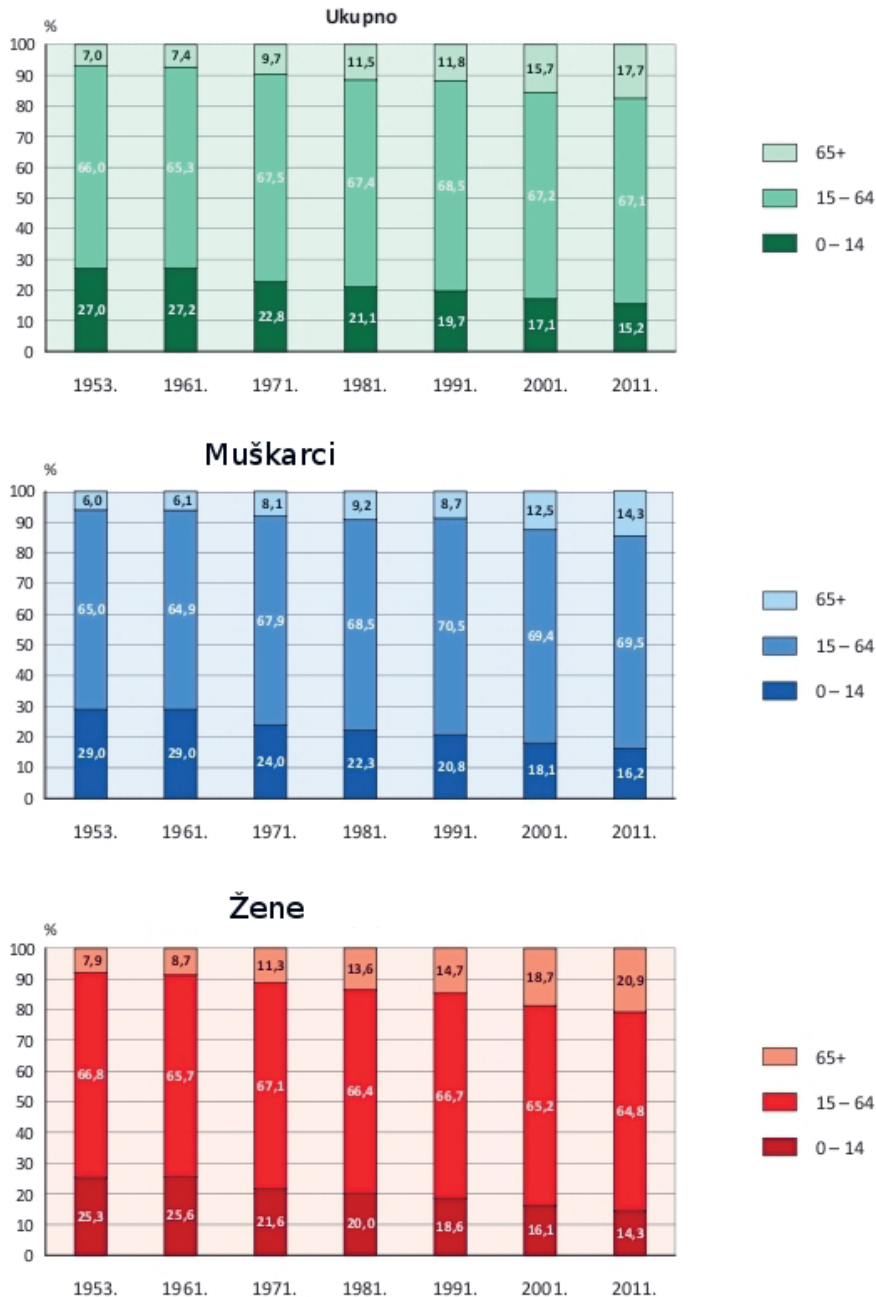 Ukupno
%
100
90
80
70
60
50
40
30
20
10
0
7,0 7,4 9,7 11,5 11,8 15,7 17,7
66,0 65,3 67,5 67,4 68,5 67,2 67,1
27,0 27,2 22,8 21,1 19,7 17,1 15,2
1953. 1961. 1971. 1981. 1991. 2001. 2011.
65+
15 – 64
0 – 14
Muškarci
%
100
90
80
70
60
50
40
30
20
10
0
6,0 6,1 8,1 9,2 8,7 12,5 14,3
65,0 64,9 67,9 68,5 70,5 69,4 69,5
29,0 29,0 24,0 22,3 20,8 18,1 16,2
1953. 1961. 1971. 1981. 1991. 2001. 2011.
65+
15 – 64
0 – 14
Žene
%
100
90
80
70
60
50
40
30
20
10
0
7,9 8,7 11,3 13,6 14,7 18,7 20,9
66,8 65,7 67,1 66,4 66,7 65,2 64,8
25,3 25,6 21,6 20,0 18,6 16,1 14,3
1953. 1961. 1971. 1981. 1991. 2001. 2011.
65+
15 – 64
0 – 14